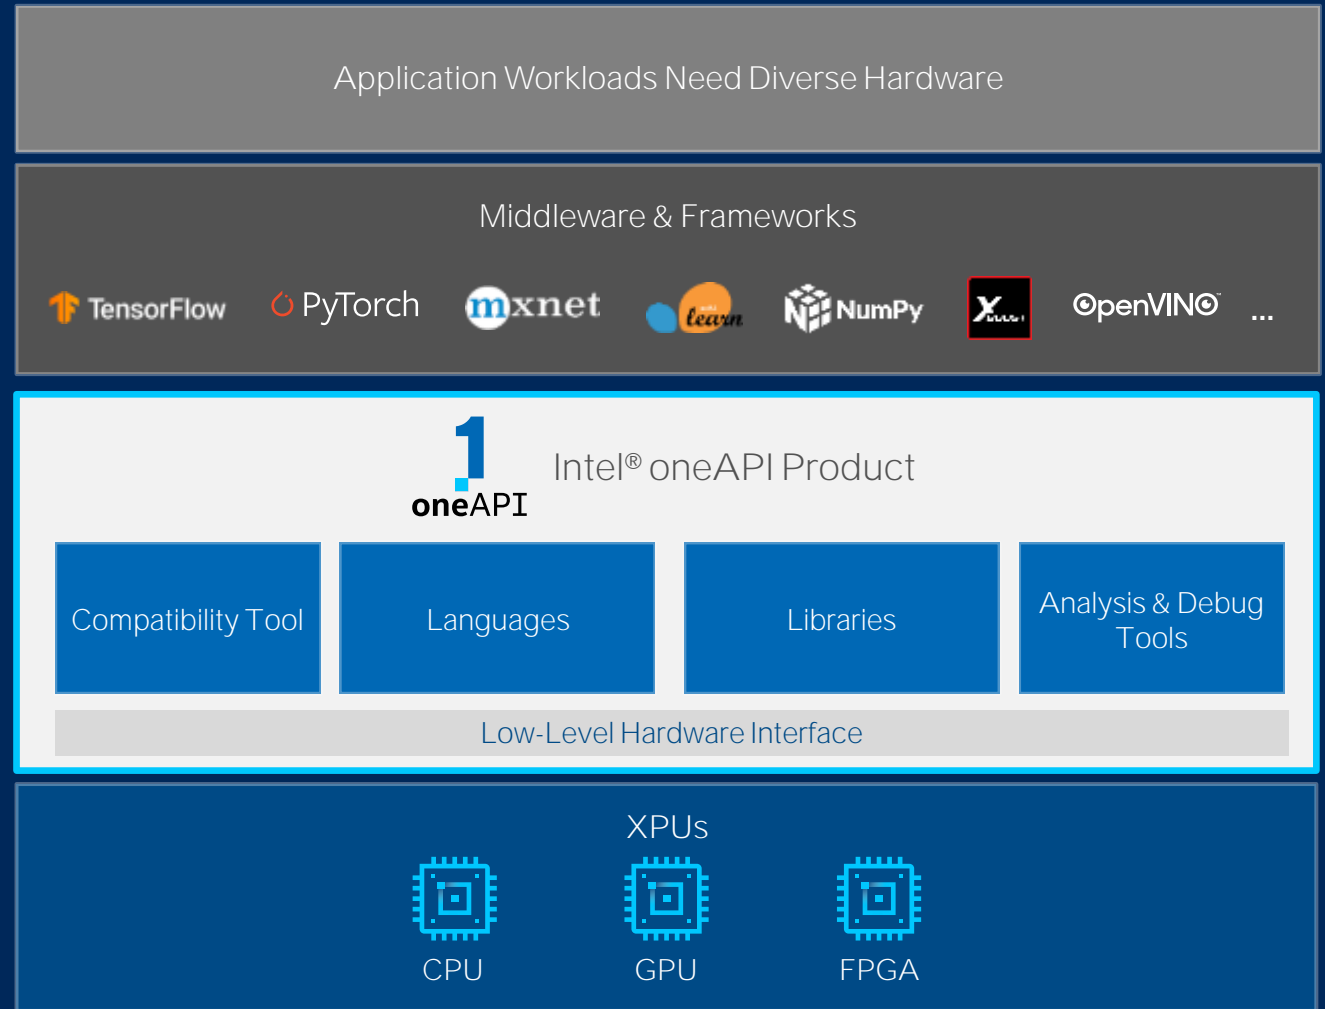 Application Workloads Need Diverse Hardware
Middleware & Frameworks
TensorFlow
PyTorch
mxnet
learn
NumPy
OpenVINO
...
oneAPI
Intel® oneAPI Product
Compatibility Tool
Languages
Libraries
Analysis & Debug
Tools
Low-Level Hardware Interface
XPUs
CPU
GPU
FPGA